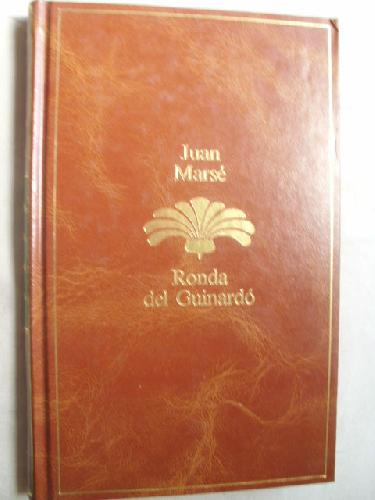 Juan
Marsé
Ronda
del Guinardó